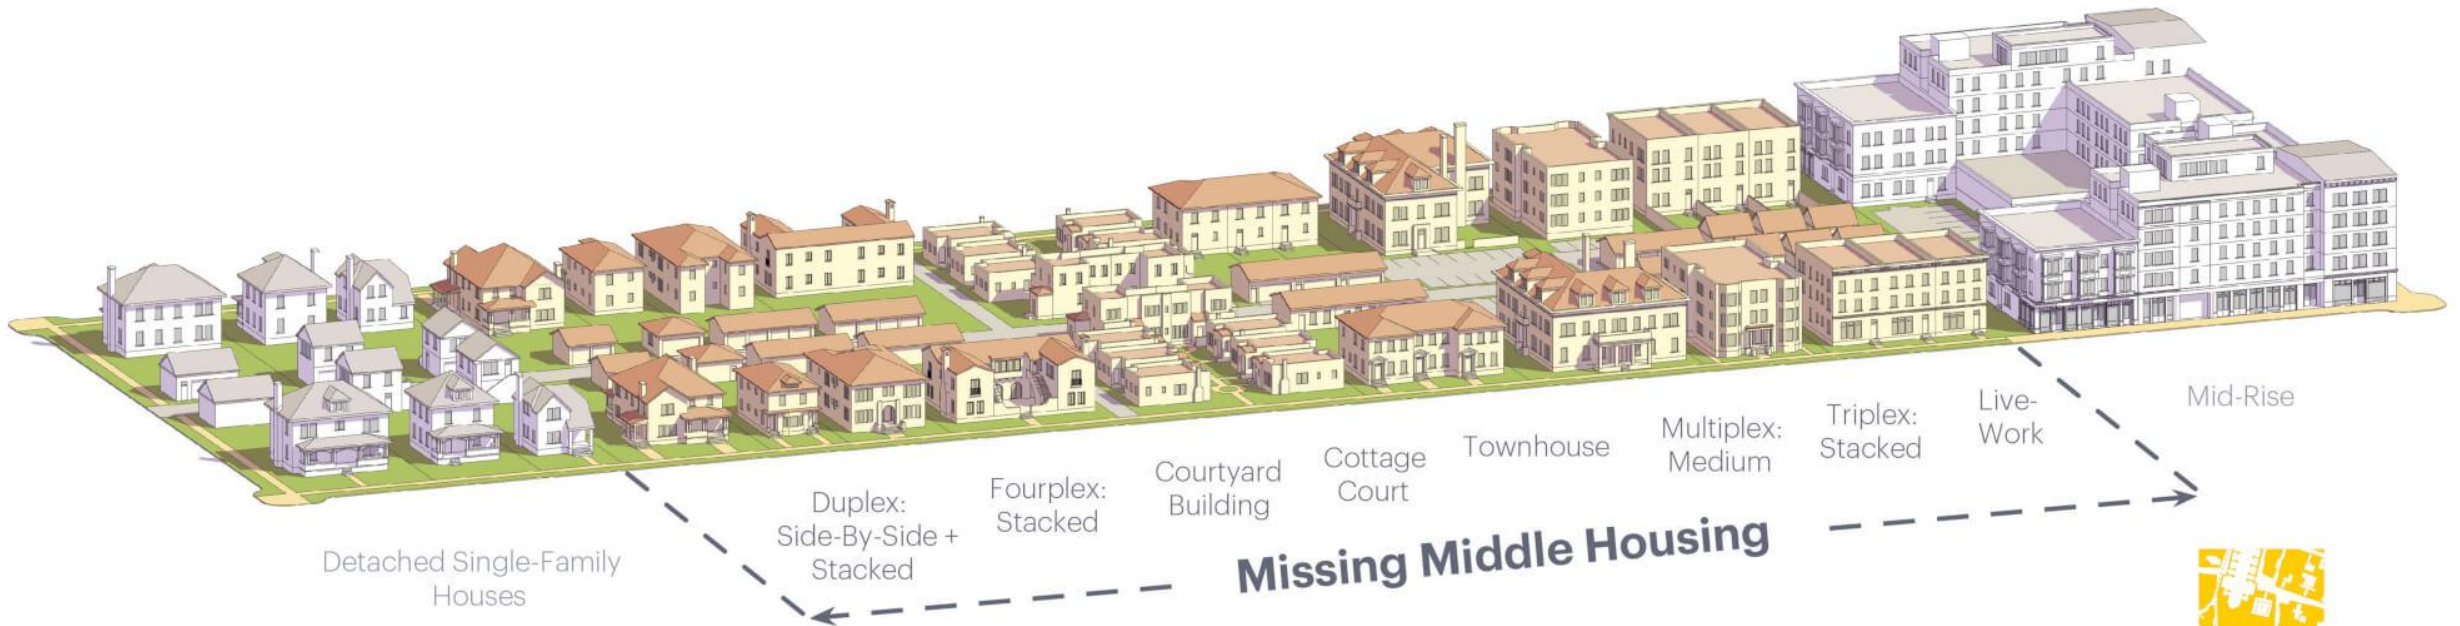 Detached Single-Family
Houses
Duplex:
Side-By-Side +
Stacked
Fourplex:
Stacked
Courtyard
Building
Cottage
Court
Townhouse
Multiplex:
Medium
Triplex:
Stacked
Live-
Work
Mid-Rise
Missing Middle Housing